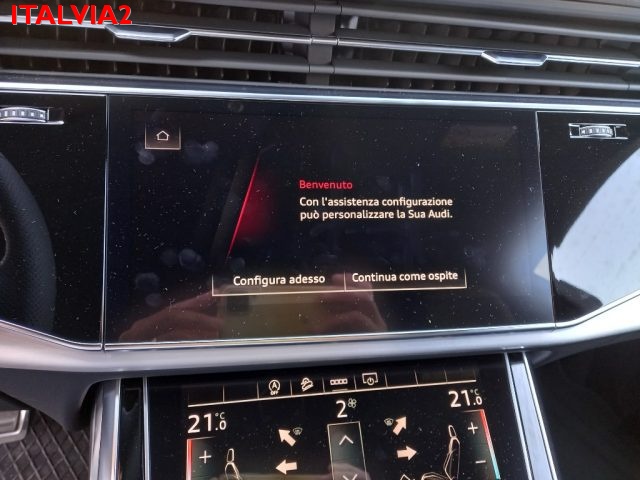 ITALVIA2
Benvenuto
Con l'assistenza configurazione
può personalizzare la Sua Audi.
Configura adesso
Continua come ospite
OFF
21.0 °C
2
21.0 °C